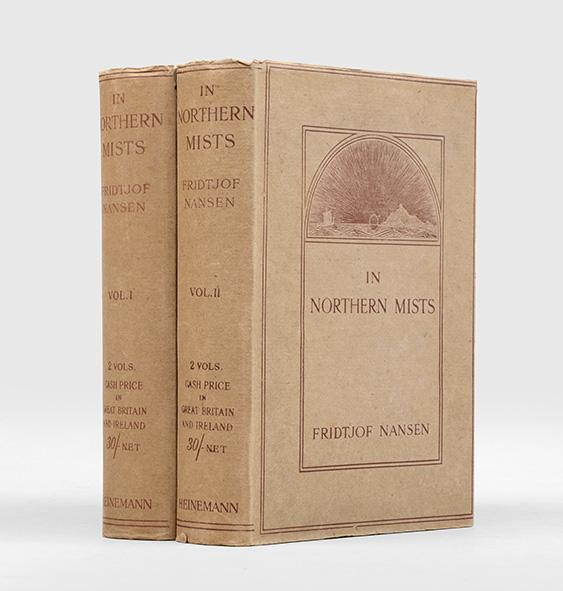 IN
NORTHERN
MISTS
FRIDTJOF
NANSEN
VOL. I
2 VOLS.
CASH PRICE
IN
GREAT BRITAIN
AND IRELAND
30/- NET
HEINEMANN
IN
NORTHERN
MISTS
FRIDTJOF
NANSEN
VOL. II
2 VOLS.
CASH PRICE
IN
GREAT BRITAIN
AND IRELAND
30/- NET
HEINEMANN
IN
NORTHERN MISTS
FRIDTJOF NANSEN